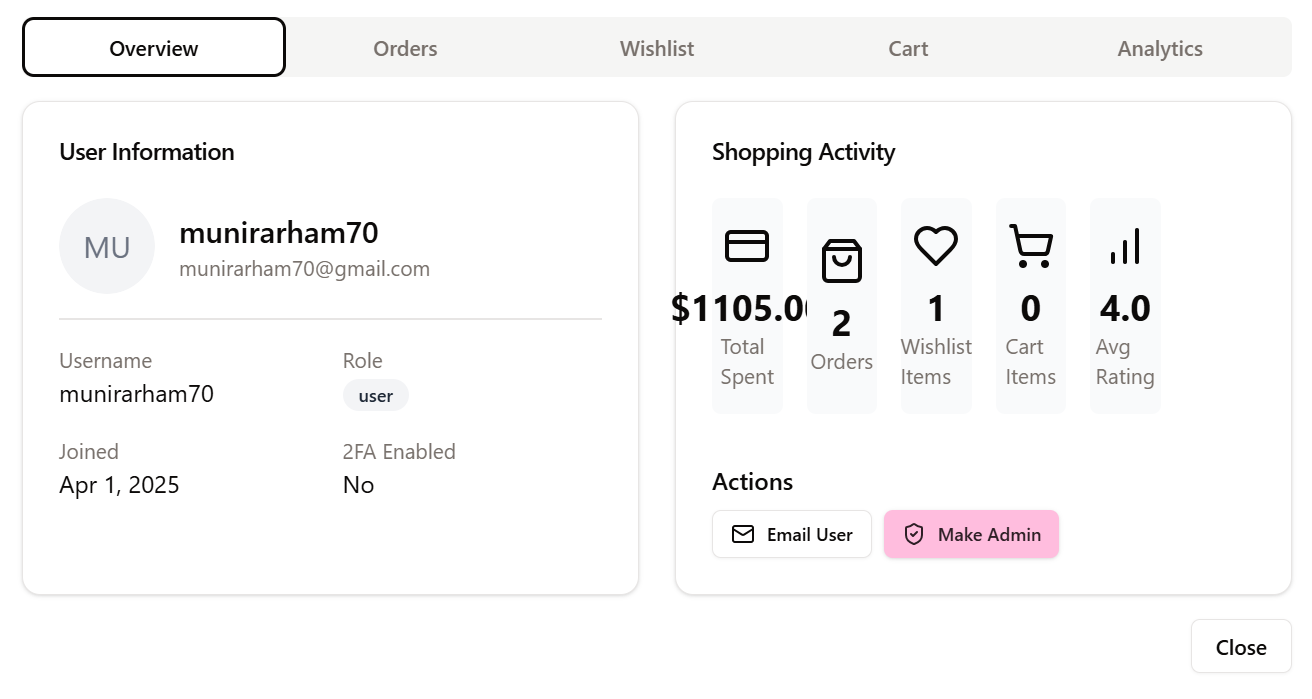 Overview
Orders
Wishlist
Cart
Analytics
User Information
MU
munirarham70
munirarham70@gmail.com
Username
munirarham70
Role
user
Joined
Apr 1, 2025
2FA Enabled
No
Shopping Activity
$1105.00
Total
Spent
2
Orders
1
Wishlist
Items
0
Cart
Items
4.0
Avg
Rating
Actions
Email User
Make Admin
Close